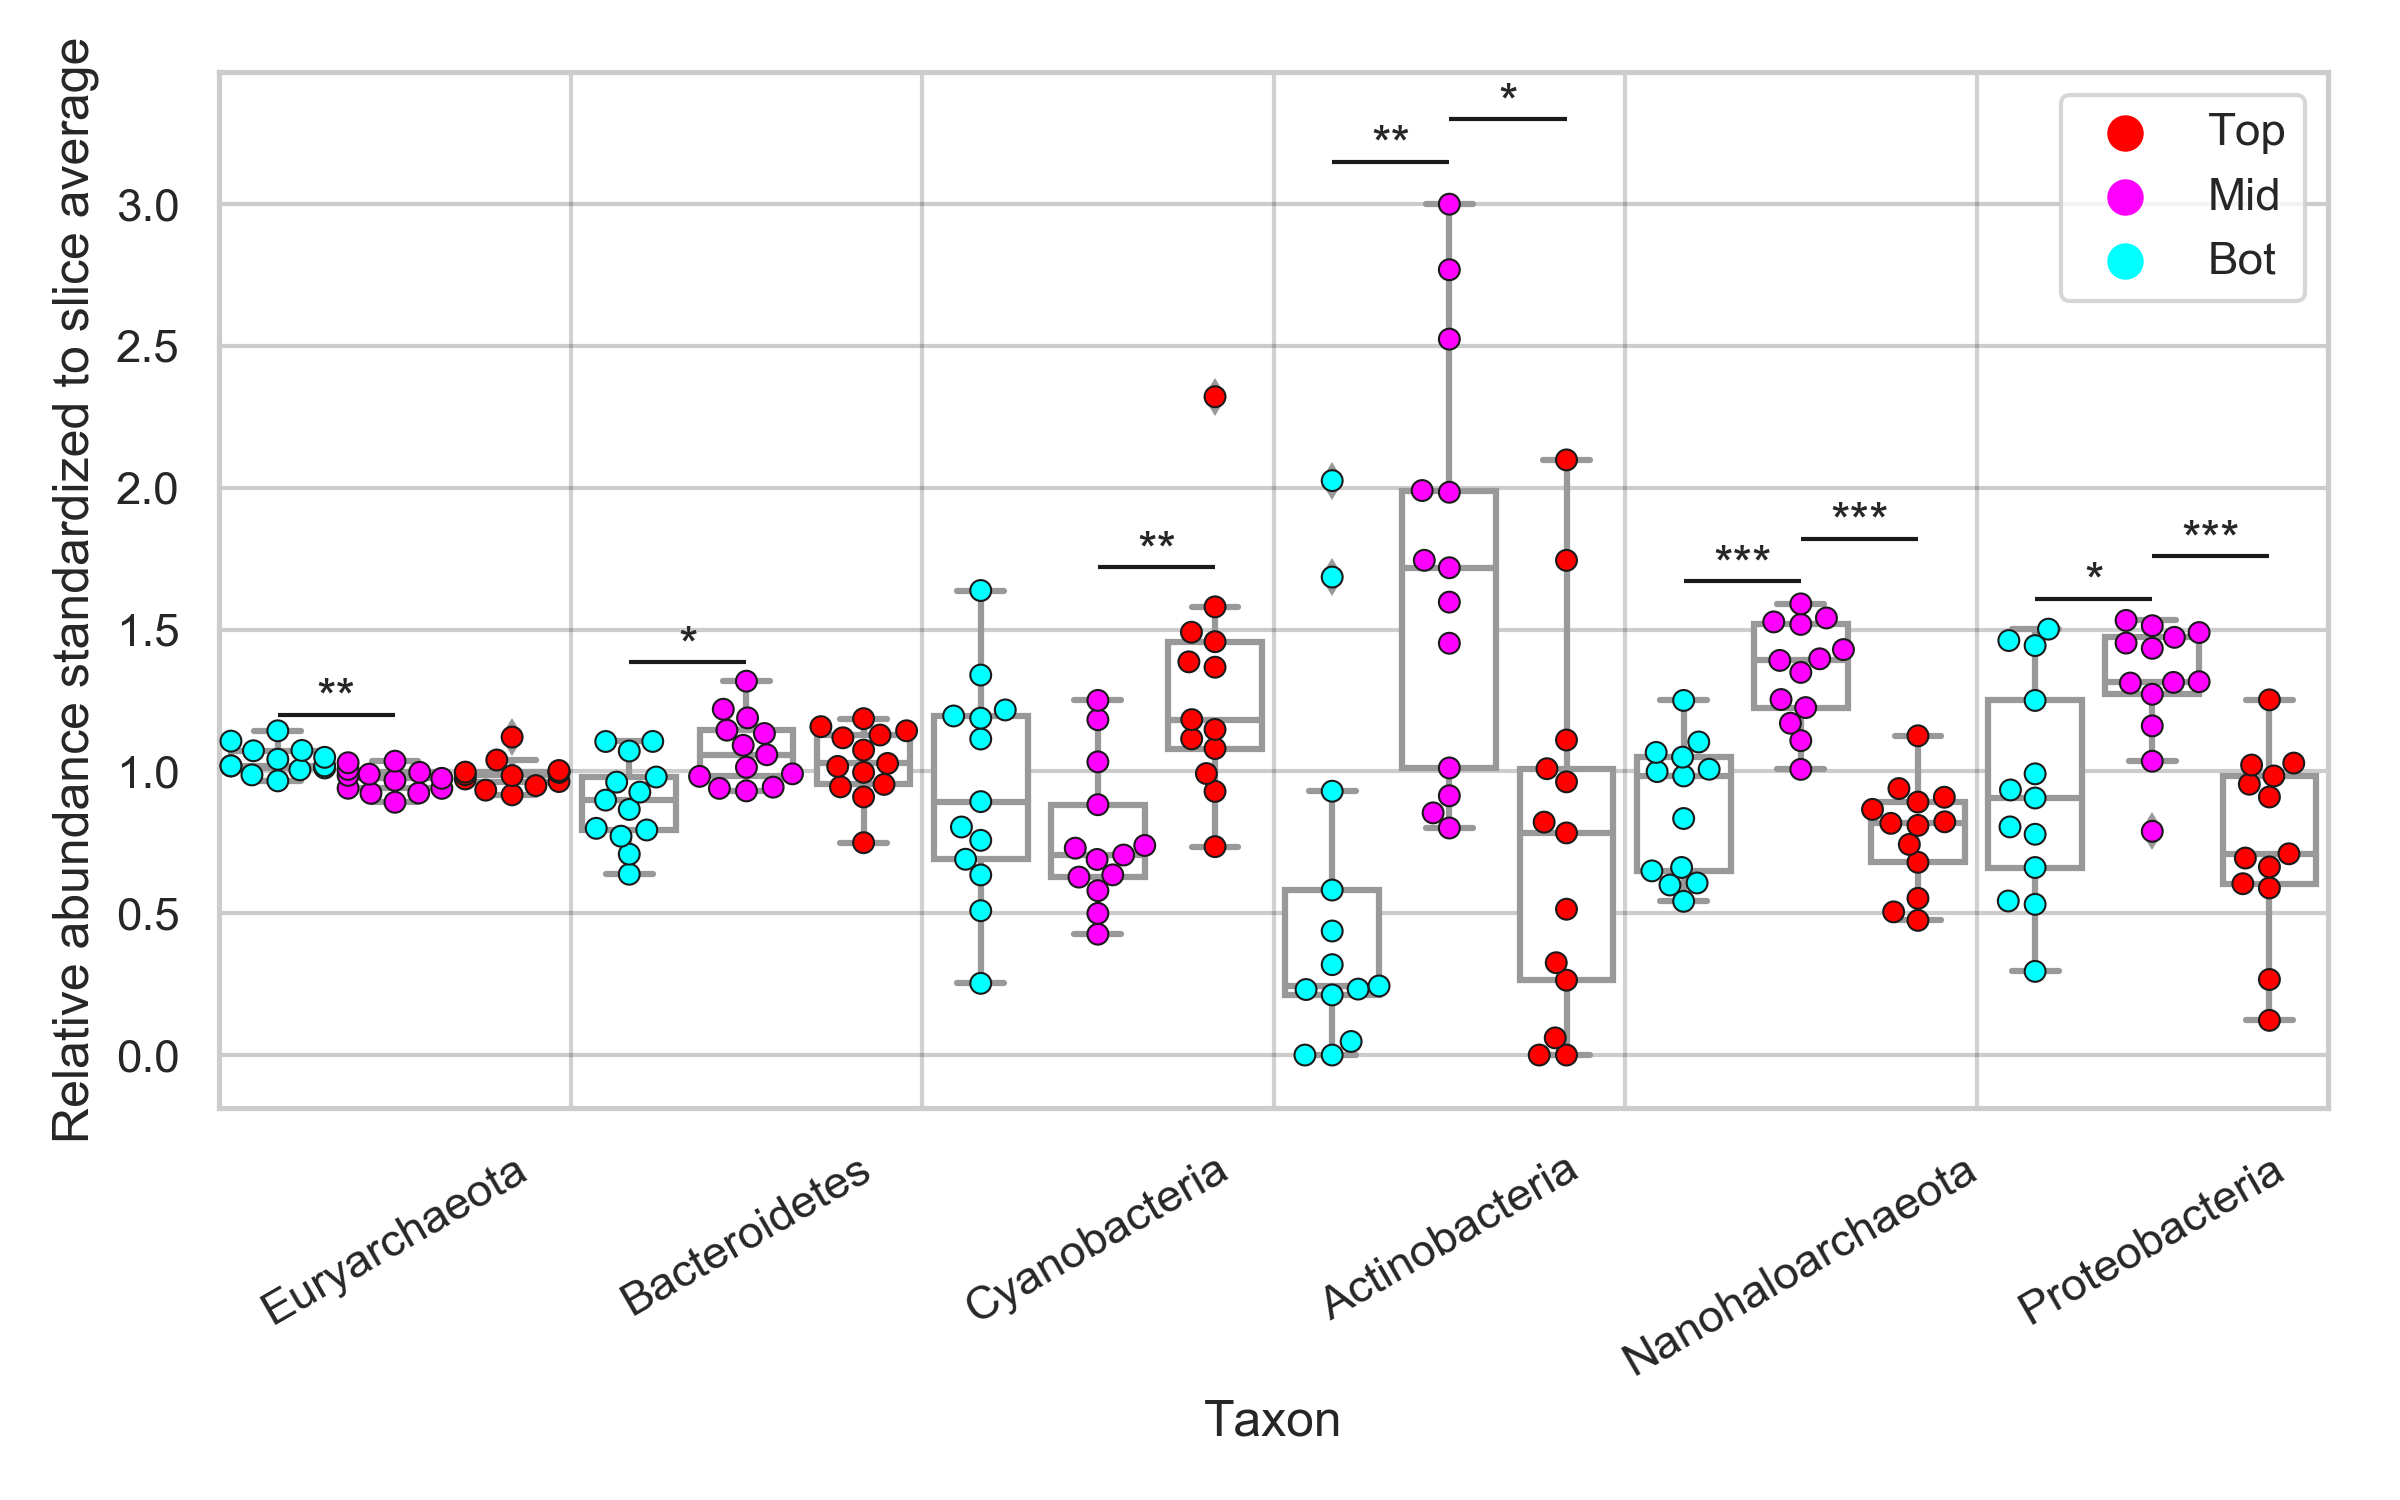 Relative abundance standardized to slice average
3.0
2.5
2.0
1.5
1.0
0.5
0.0
**
*
**
**
*
***
***
*
***
Top
Mid
Bot
Euryarchaeota
Bacteroidetes
Cyanobacteria
Actinobacteria
Nanohaloarchaeota
Proteobacteria
Taxon